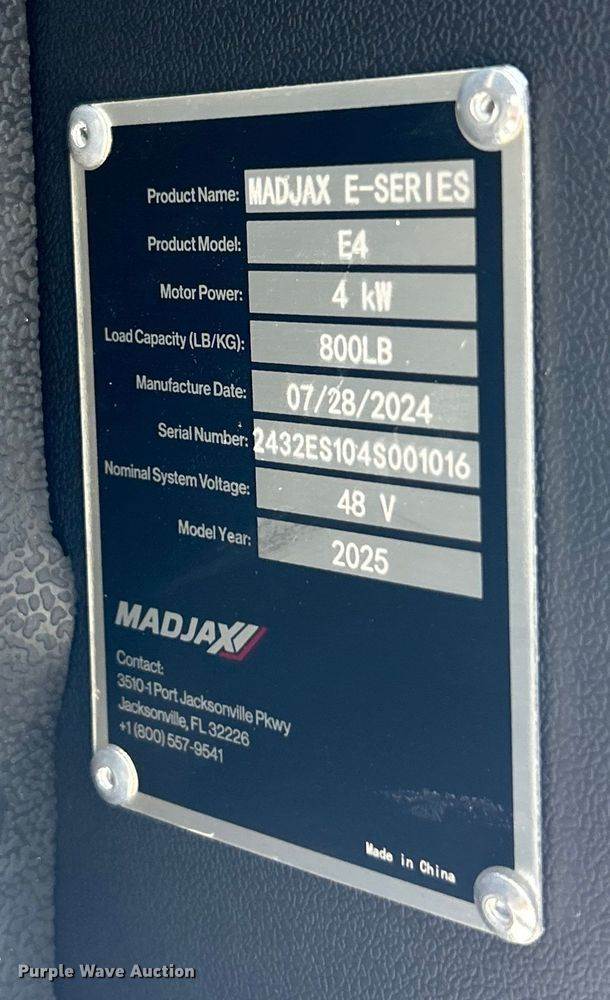 Product Name: MADJAX E-SERIES
Product Model: E4
Motor Power: 4 kW
Load Capacity (LB/KG): 800LB
Manufacture Date: 07/28/2024
Serial Number: 2432ES104S001016
Nominal System Voltage: 48 V
Model Year: 2025
MADJAX
Contact:
3510-1 Port Jacksonville Pkwy
Jacksonville, FL 32226
+1 (800) 557-9541
Made in China
Purple Wave Auction